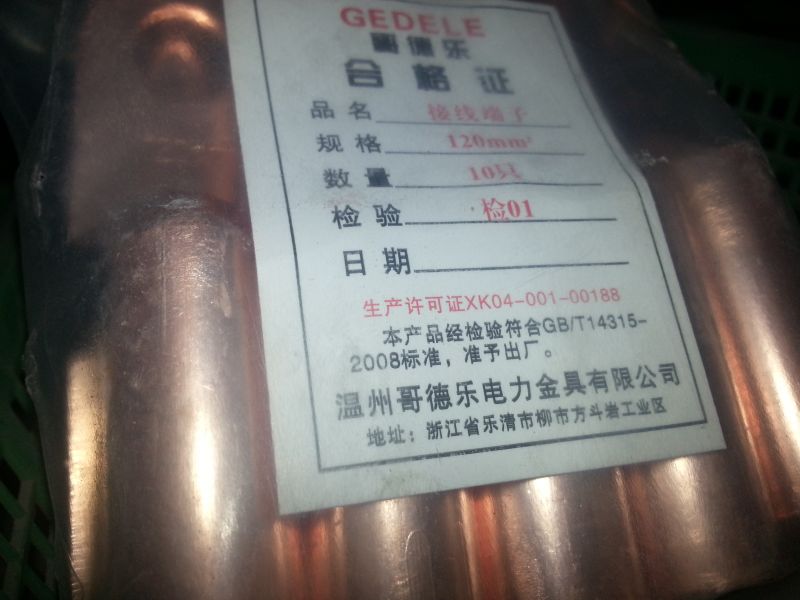 GEDELE
哥德乐
合格证
品名 接线端子
规格 120mm²
数量 10只
检验 检01
日期
生产许可证XK04-001-00188
本产品经检验符合GB/T14315-
2008标准，准予出厂。
温州哥德乐电力金具有限公司
地址：浙江省乐清市柳市方斗岩工业区